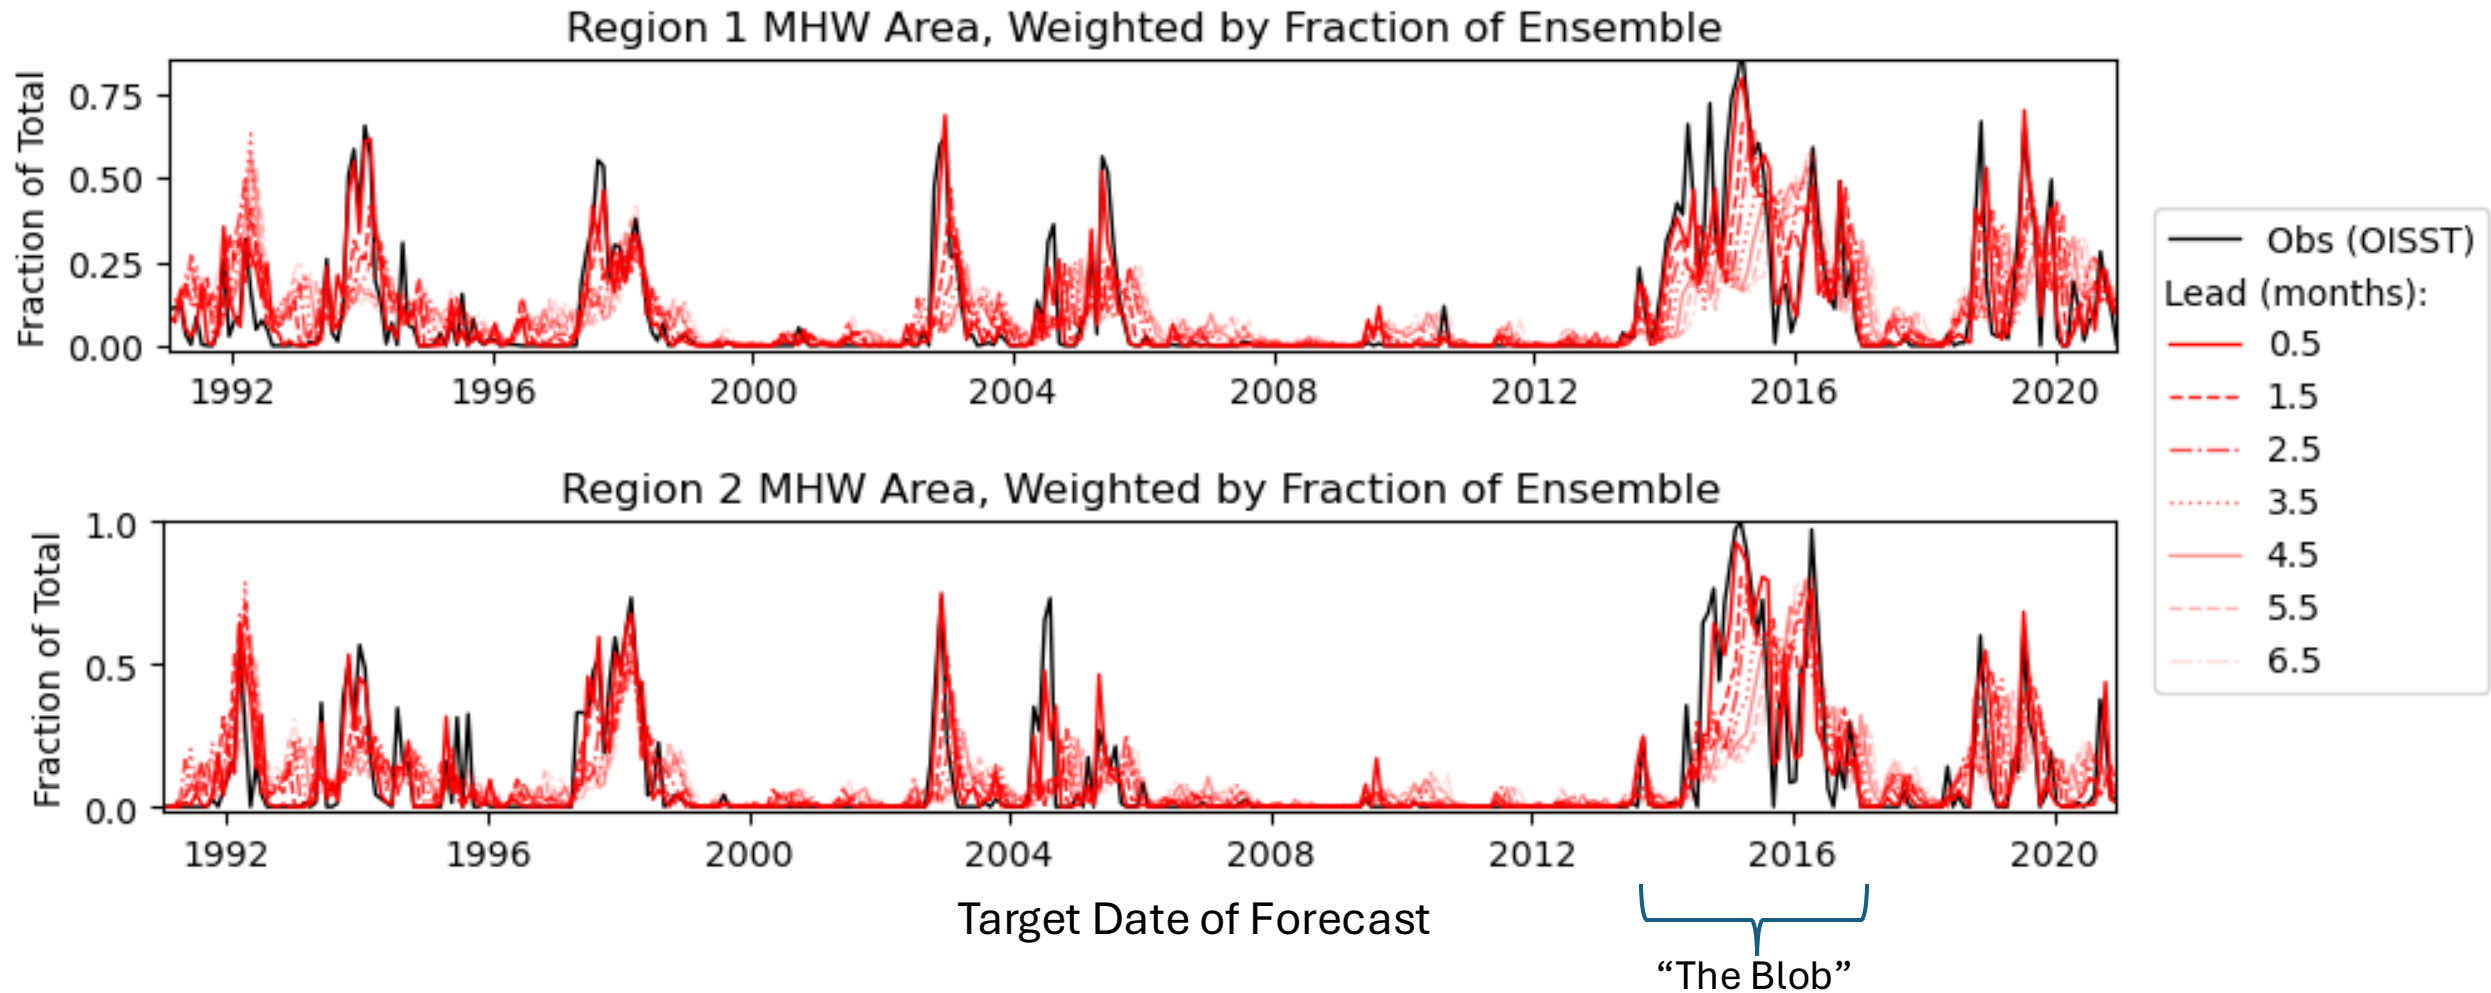 Region 1 MHW Area, Weighted by Fraction of Ensemble
Fraction of Total
0.75
0.50
0.25
0.00
1992 1996 2000 2004 2008 2012 2016 2020
Region 2 MHW Area, Weighted by Fraction of Ensemble
Fraction of Total
1.0
0.5
0.0
1992 1996 2000 2004 2008 2012 2016 2020
Target Date of Forecast
“The Blob”
Obs (OISST)
Lead (months):
0.5
1.5
2.5
3.5
4.5
5.5
6.5